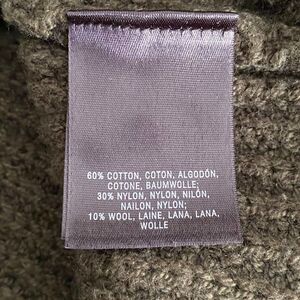 60% COTTON, COTON, ALGODÓN,
COTONE, BAUMWOLLE;
30% NYLON, NYLON, NILÓN,
NAILON, NYLON;
10% WOOL, LAINE, LANA, LANA,
WOLLE